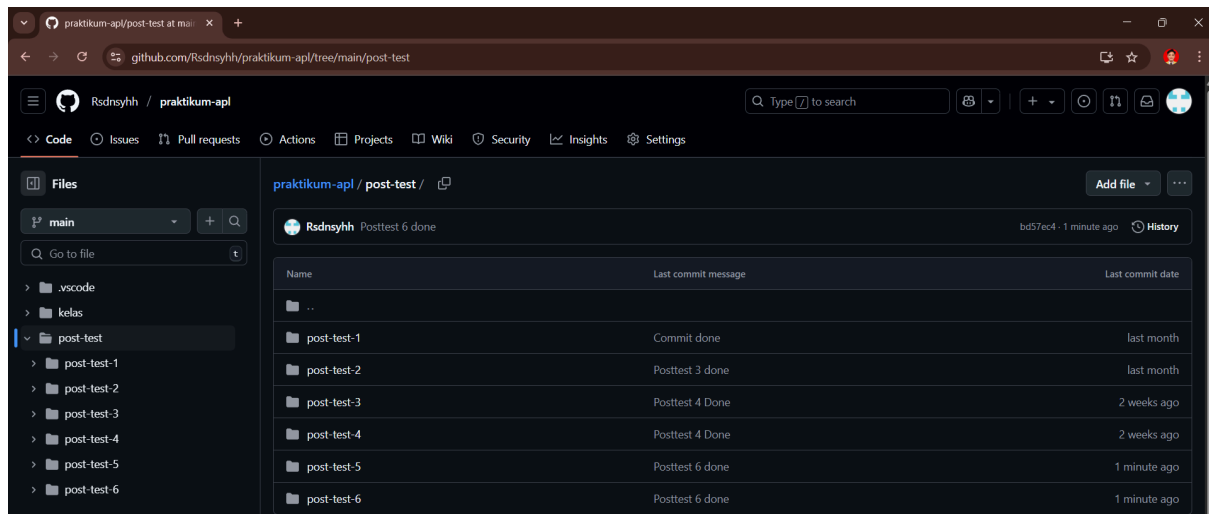 praktikum-apl/post-test at mai
github.com/Rsdnsyhh/praktikum-apl/tree/main/post-test
Rsdnsyhh / praktikum-apl
Type / to search
<> Code Issues Pull requests Actions Projects Wiki Security Insights Settings
Files
praktikum-apl / post-test /
Add file
main
Rsdnsyhh Posttest 6 done
bd57ec4 · 1 minute ago History
Go to file t
Name Last commit message Last commit date
.vscode
..
kelas
post-test
post-test-1 Commit done last month
post-test-1
post-test-2 Posttest 3 done last month
post-test-2
post-test-3 Posttest 4 Done 2 weeks ago
post-test-3
post-test-4 Posttest 4 Done 2 weeks ago
post-test-4
post-test-5 Posttest 6 done 1 minute ago
post-test-5
post-test-6
post-test-6 Posttest 6 done 1 minute ago